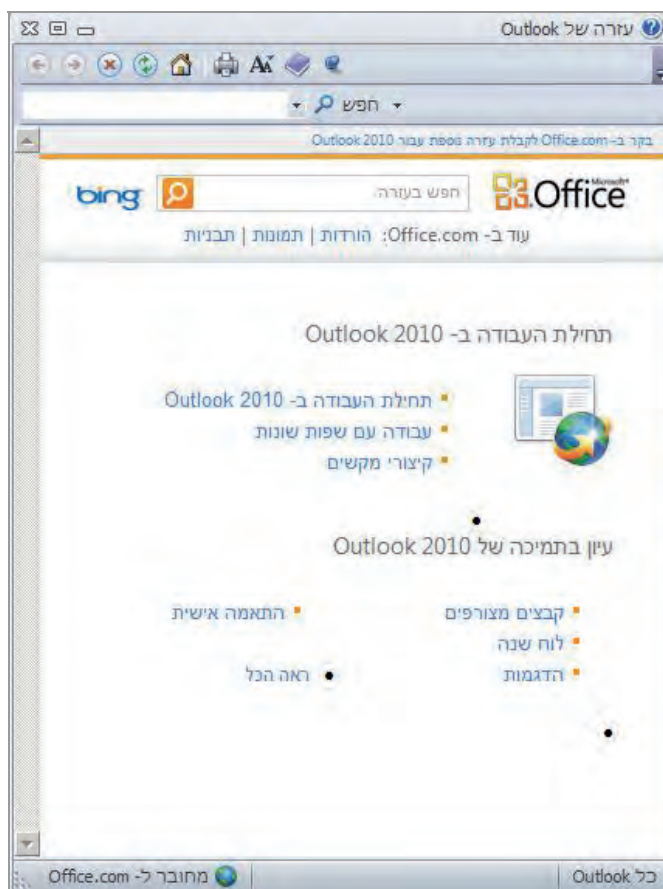 עזרה של Outlook
חפש
בקר ב-Office.com לקבלת עזרה נוספת עבור Outlook 2010
Microsoft®
Office
חפש בעזרה
bing
עוד ב- Office.com: הורדות | תמונות | תבניות
תחילת העבודה ב- Outlook 2010
תחילת העבודה ב- Outlook 2010
עבודה עם שפות שונות
קיצורי מקשים
עיון בתמיכה של Outlook 2010
קבצים מצורפים
התאמה אישית
לוח שנה
הדגמות
ראה הכל
כל Outlook
מחובר ל- Office.com